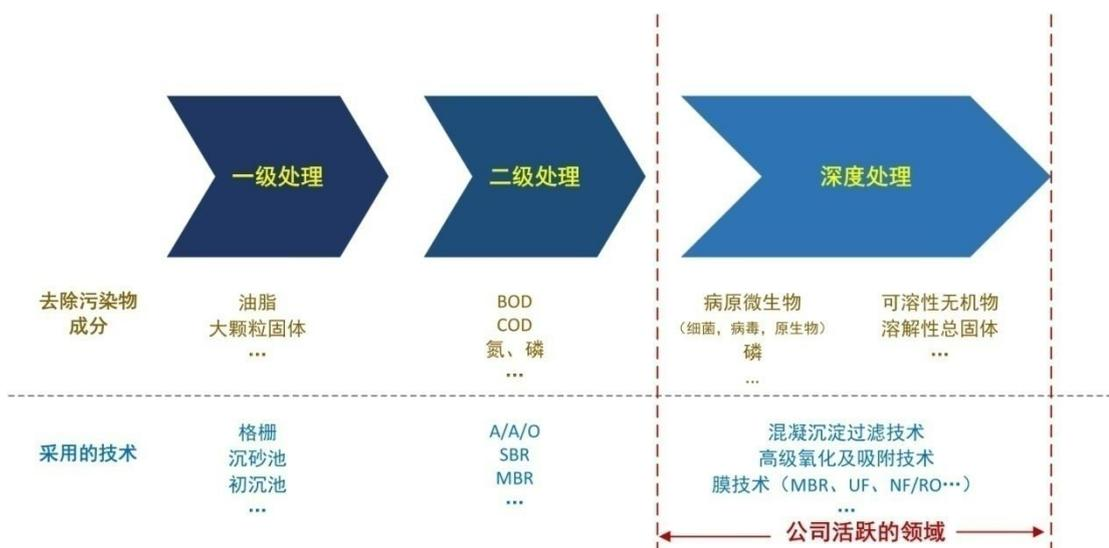 一级处理
二级处理
深度处理
去除污染物
成分
油脂
大颗粒固体
...
BOD
COD
氮、磷
...
病原微生物
（细菌，病毒，原生物）
磷
...
可溶性无机物
溶解性总固体
...
采用的技术
格栅
沉砂池
初沉池
...
A/A/O
SBR
MBR
...
混凝沉淀过滤技术
高级氧化及吸附技术
膜技术（MBR、UF、NF/RO…）
...
公司活跃的领域